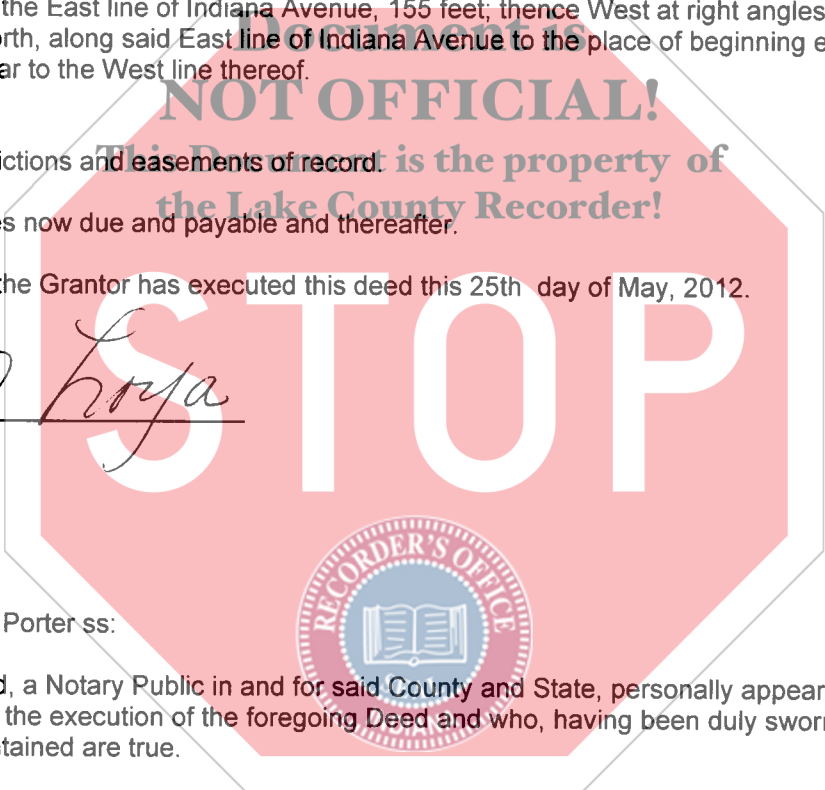 the East line of Indiana Avenue, 155 feet; thence West at right angles
Document is
rth, along said East line of Indiana Avenue to the place of beginning e
ar to the West line thereof.
NOT OFFICIAL!
ictions and easements of record.
This Document is the property of
the Lake County Recorder!
s now due and payable and thereafter.
the Grantor has executed this deed this 25th day of May, 2012.
STOP
Loya
RECORDER'S OFFICE
Porter ss:
d, a Notary Public in and for said County and State, personally appear
the execution of the foregoing Deed and who, having been duly sworn
tained are true.